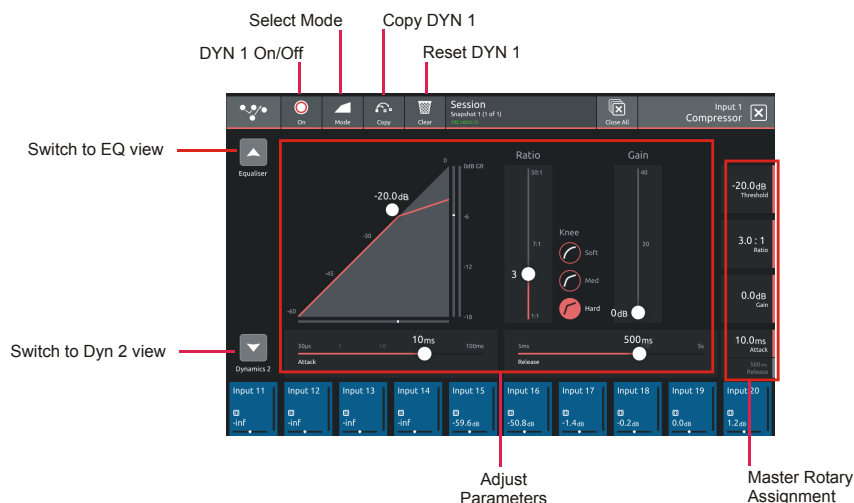 Select Mode
Copy DYN 1
DYN 1 On/Off
Reset DYN 1
On
Mode
Copy
Clear
Session
Snapshot 1 (1 of 1)
192.168.0.15
Close All
Input 1
Compressor
Switch to EQ view
Equaliser
0
0dB GR
-20.0dB
-30
-45
-60
-6
-12
-18
Ratio
50:1
7:1
3
1:1
Knee
Soft
Med
Hard
Gain
40
20
0dB
-20.0dB
Threshold
3.0 : 1
Ratio
0.0dB
Gain
10.0ms
Attack
500ms
Release
Switch to Dyn 2 view
Dynamics 2
10ms
50µs
5
10
100ms
Attack
500ms
5ms
5s
Release
Input 11
-inf
Input 12
-inf
Input 13
-inf
Input 14
-inf
Input 15
-59.6dB
Input 16
-50.8dB
Input 17
-1.4dB
Input 18
-0.2dB
Input 19
0.0dB
Input 20
1.2dB
Adjust
Parameters
Master Rotary
Assignment